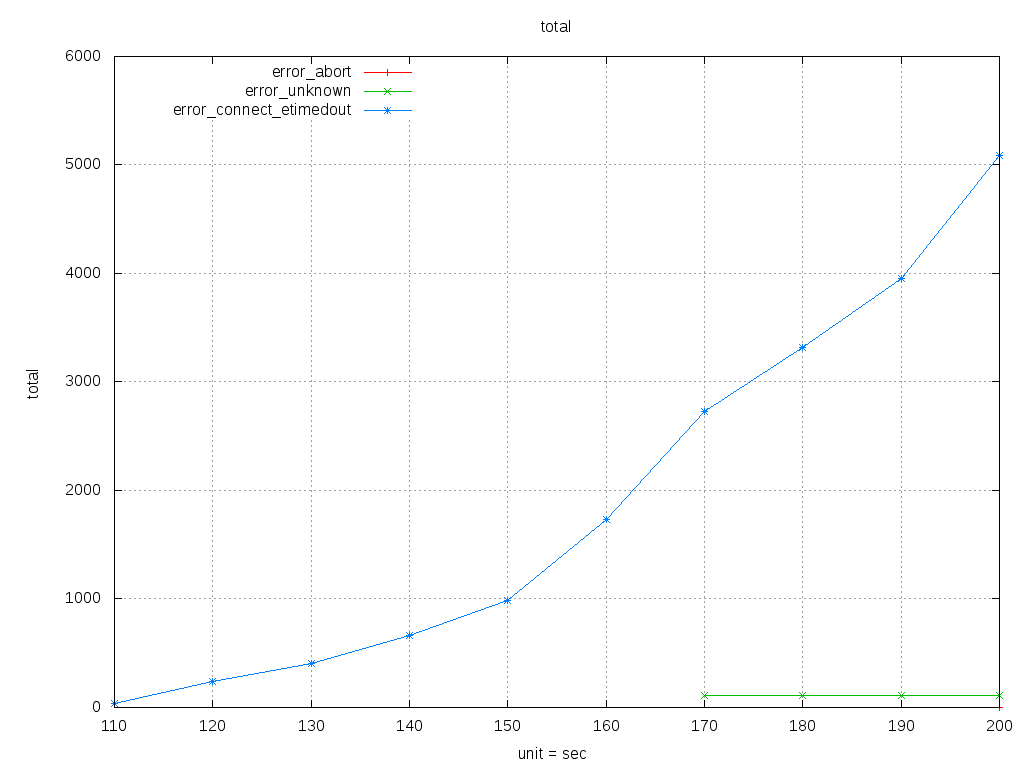 total
6000
5000
4000
3000
2000
1000
0
total
error_abort
error_unknown
error_connect_etimedout
110 120 130 140 150 160 170 180 190 200
unit = sec